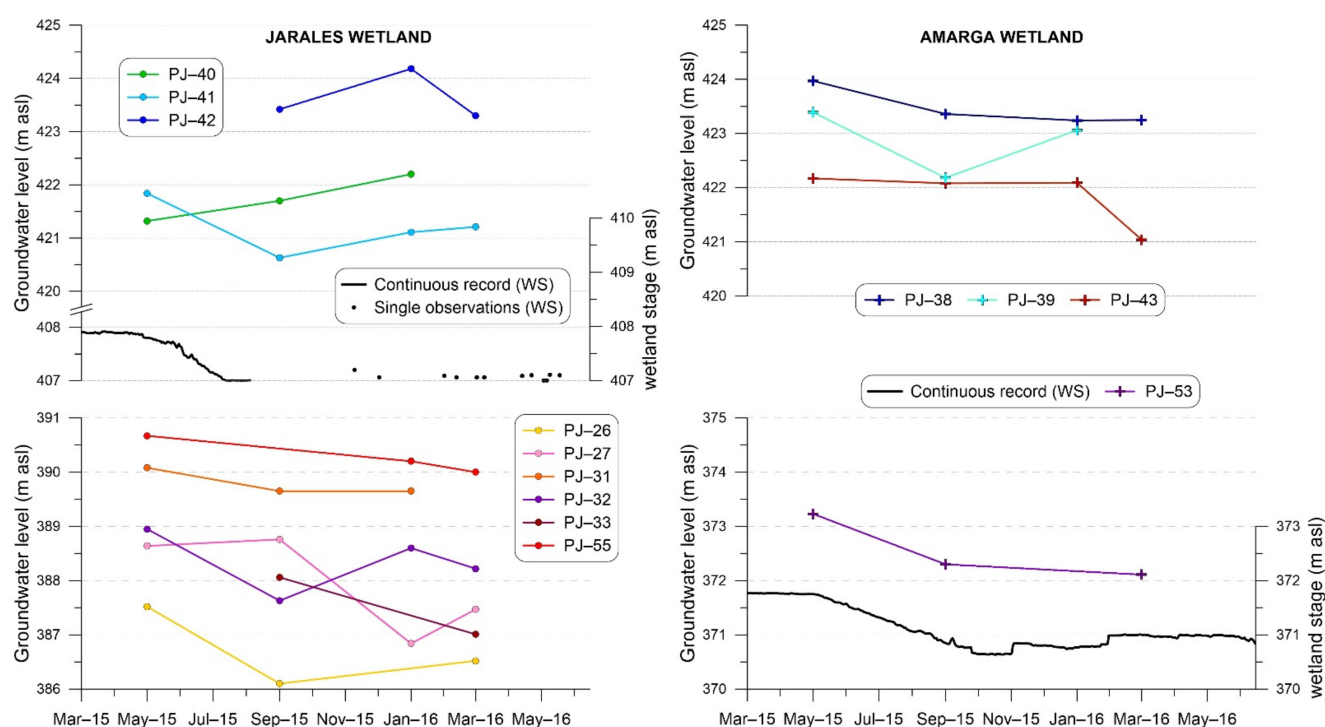 JARALES WETLAND
Groundwater level (m asl)
425
424
423
422
421
420
408
407
PJ–40
PJ–41
PJ–42
Continuous record (WS)
Single observations (WS)
410
409
408
407
wetland stage (m asl)
Groundwater level (m asl)
391
390
389
388
387
386
PJ–26
PJ–27
PJ–31
PJ–32
PJ–33
PJ–55
Mar–15 May–15 Jul–15 Sep–15 Nov–15 Jan–16 Mar–16 May–16
AMARGA WETLAND
Groundwater level (m asl)
425
424
423
422
421
420
PJ–38 PJ–39 PJ–43
Continuous record (WS) PJ–53
Groundwater level (m asl)
375
374
373
372
371
370
373
372
371
370
wetland stage (m asl)
Mar–15 May–15 Jul–15 Sep–15 Nov–15 Jan–16 Mar–16 May–16